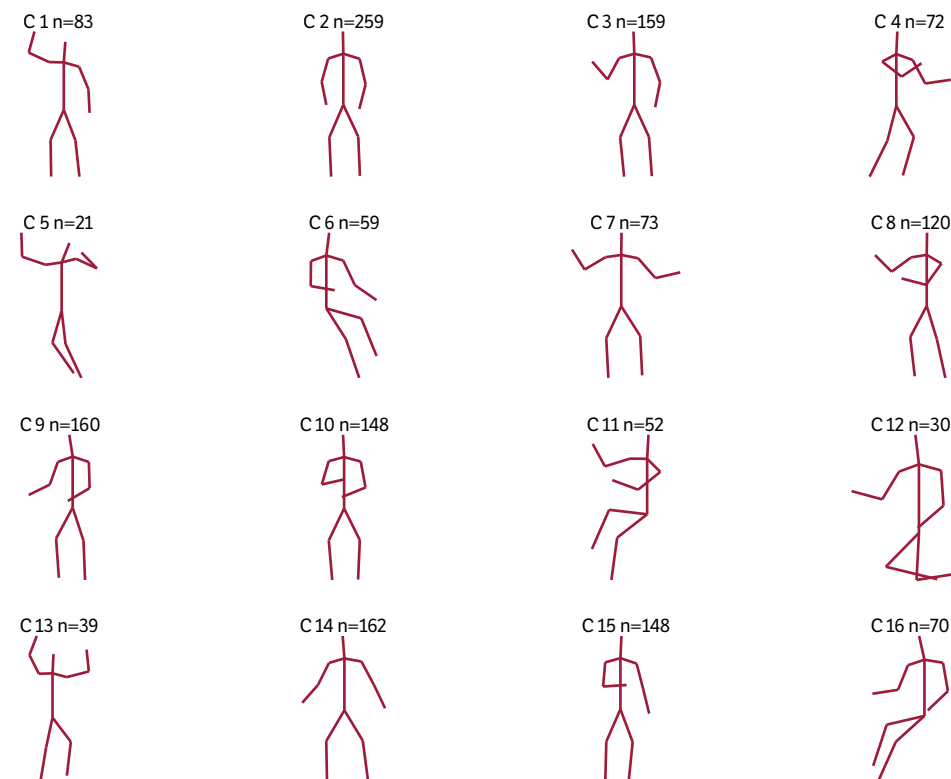 C 1 n=83
C 2 n=259
C 3 n=159
C 4 n=72
C 5 n=21
C 6 n=59
C 7 n=73
C 8 n=120
C 9 n=160
C 10 n=148
C 11 n=52
C 12 n=30
C 13 n=39
C 14 n=162
C 15 n=148
C 16 n=70